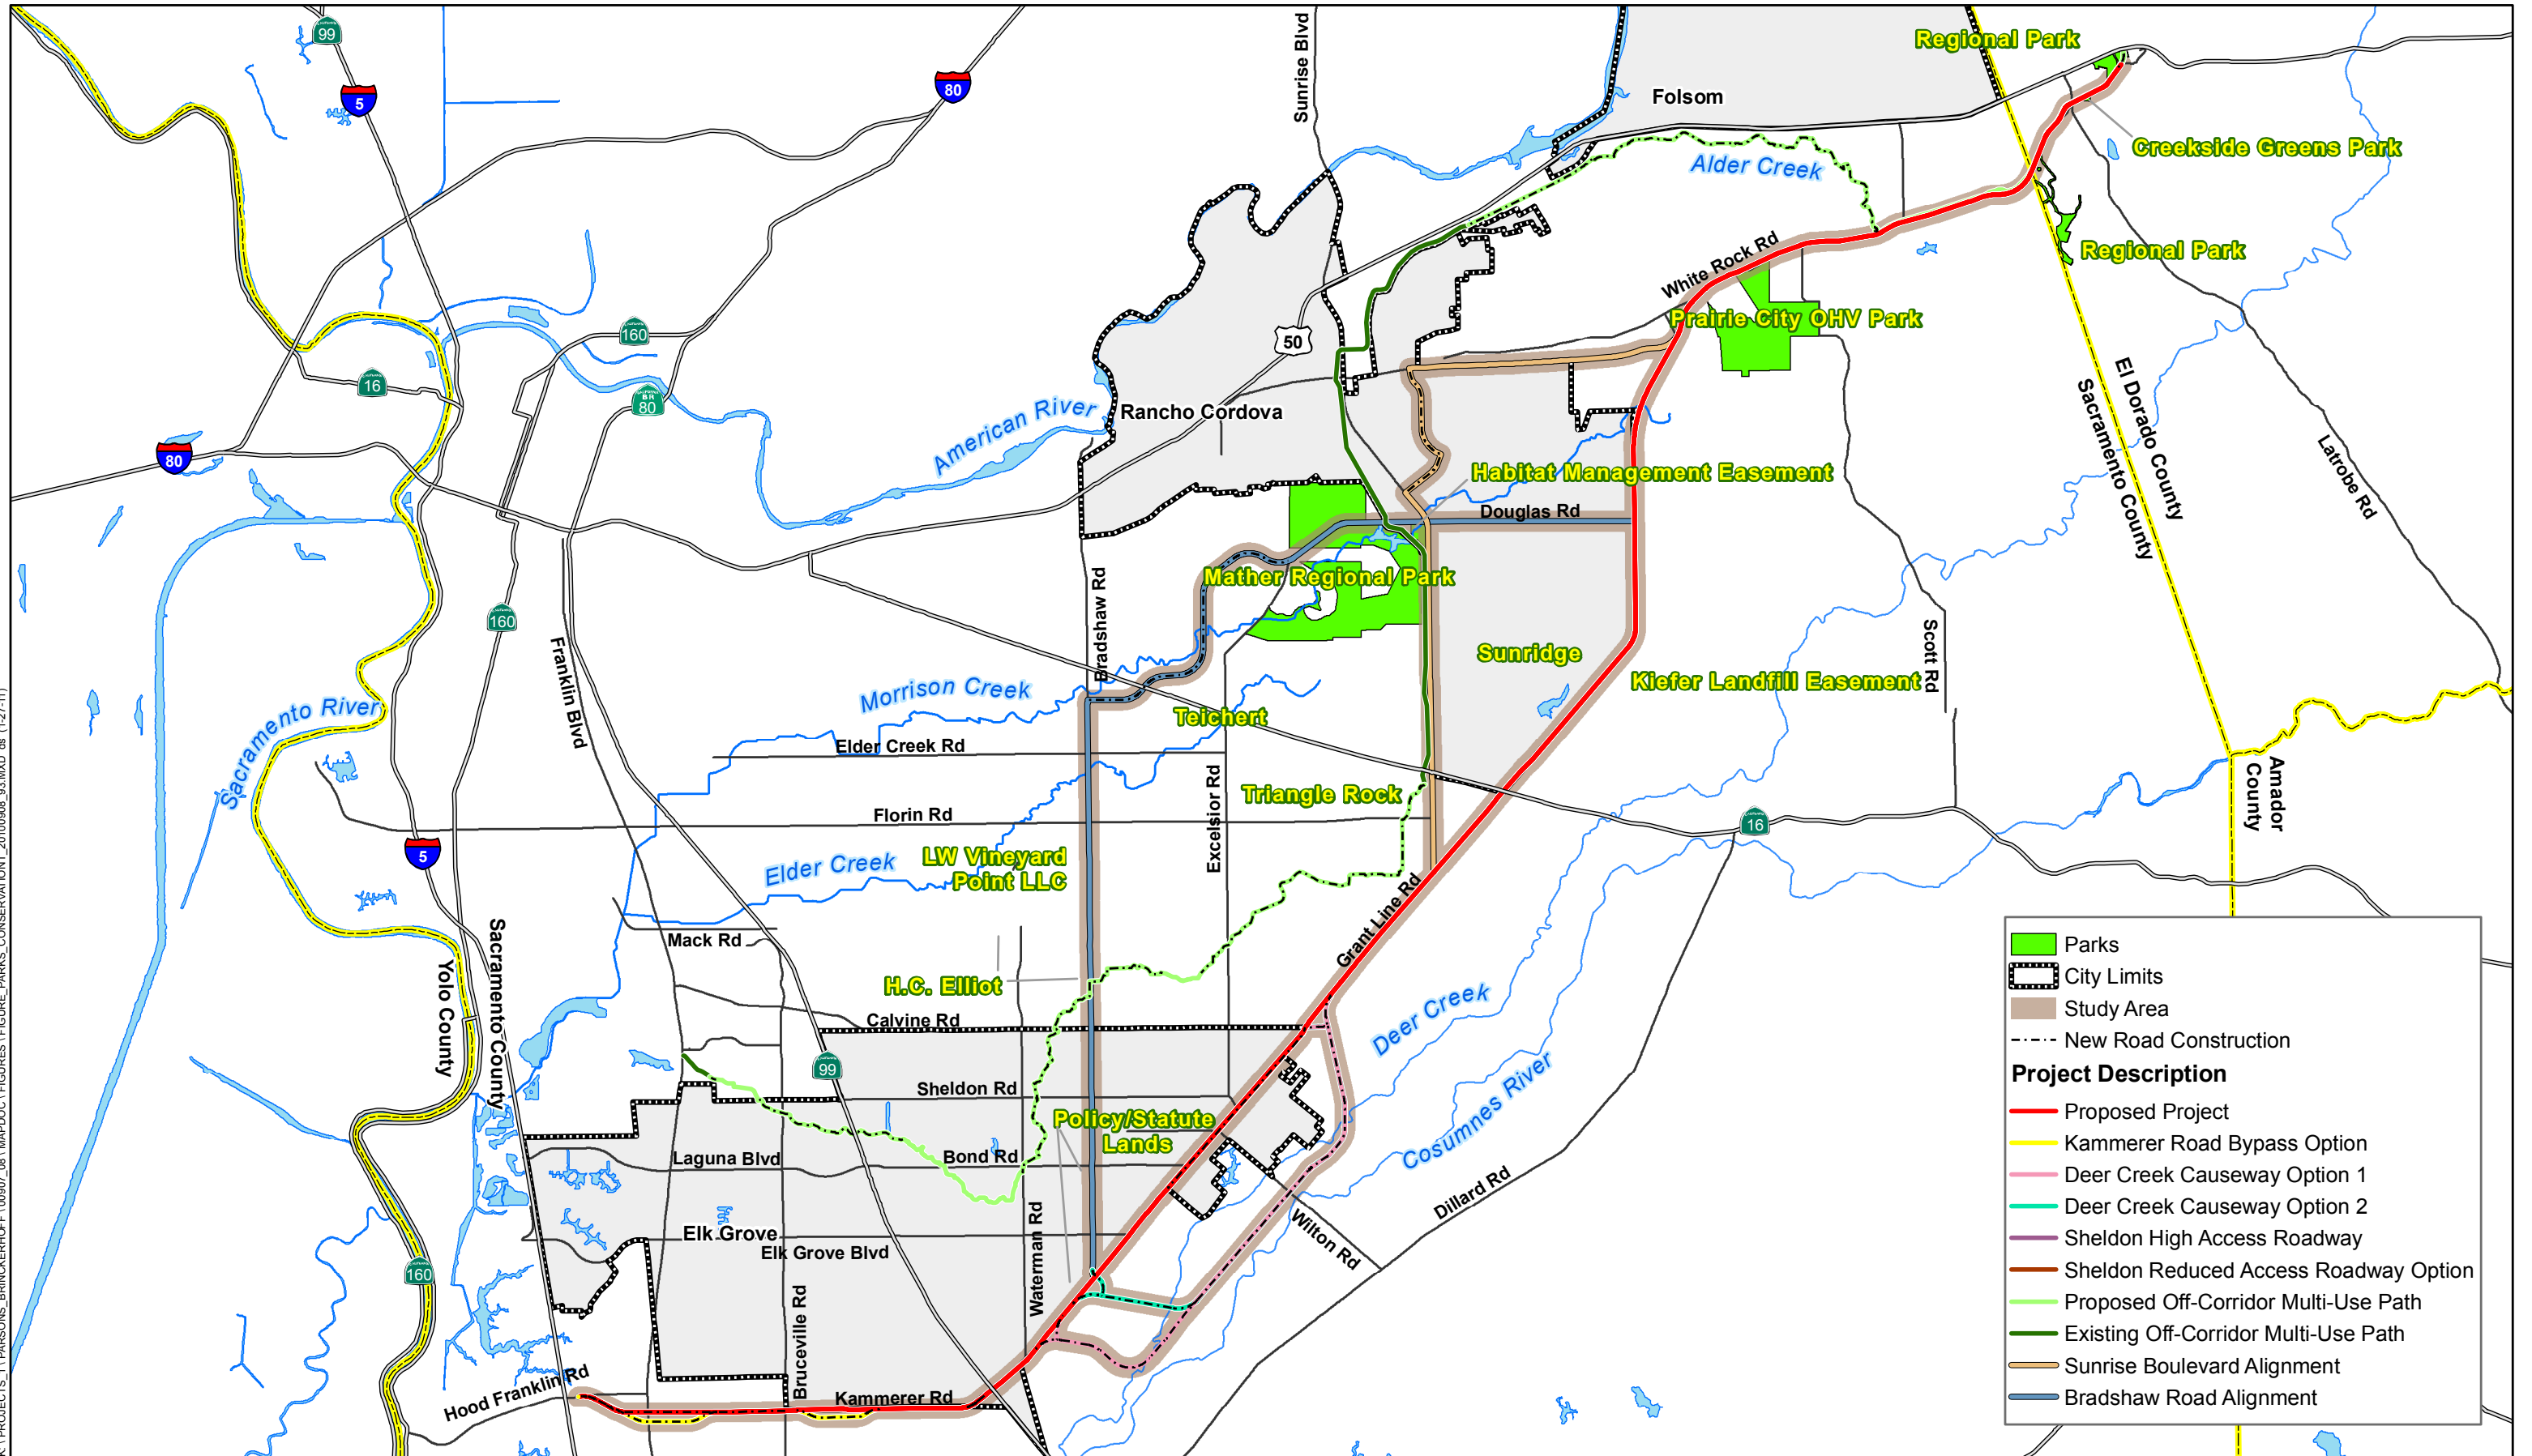 99
5
80
Sunrise Blvd
Regional Park
Folsom
Creekside Greens Park
Alder Creek
Regional Park
White Rock Rd
Prairie City OHV Park
160
50
16
BR
80
American River
Rancho Cordova
80
El Dorado County
Sacramento County
Latrobe Rd
Habitat Management Easement
Douglas Rd
Mather Regional Park
Bradshaw Rd
160
Franklin Blvd
Sunridge
Scott Rd
Kiefer Landfill Easement
Morrison Creek
Sacramento River
Teichert
Elder Creek Rd
Excelsior Rd
Triangle Rock
Florin Rd
16
Amador
County
5
LW Vineyard
Point LLC
Elder Creek
Grant Line Rd
Mack Rd
H.C. Elliot
Yolo County
Sacramento County
Calvine Rd
Deer Creek
99
Sheldon Rd
Cosumnes River
Policy/Statute
Lands
Laguna Blvd
Bond Rd
Dillard Rd
Wilton Rd
Elk Grove
Elk Grove Blvd
Waterman Rd
160
Bruceville Rd
Hood Franklin Rd
Kammerer Rd
Parks
City Limits
Study Area
New Road Construction
Project Description
Proposed Project
Kammerer Road Bypass Option
Deer Creek Causeway Option 1
Deer Creek Causeway Option 2
Sheldon High Access Roadway
Sheldon Reduced Access Roadway Option
Proposed Off-Corridor Multi-Use Path
Existing Off-Corridor Multi-Use Path
Sunrise Boulevard Alignment
Bradshaw Road Alignment